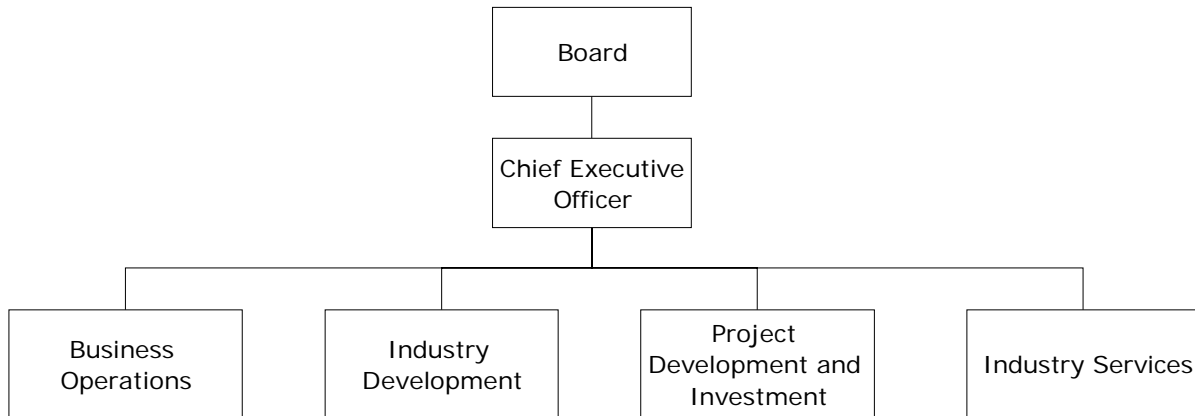 Board
Chief Executive
Officer
Business
Operations
Industry
Development
Project
Development and
Investment
Industry Services